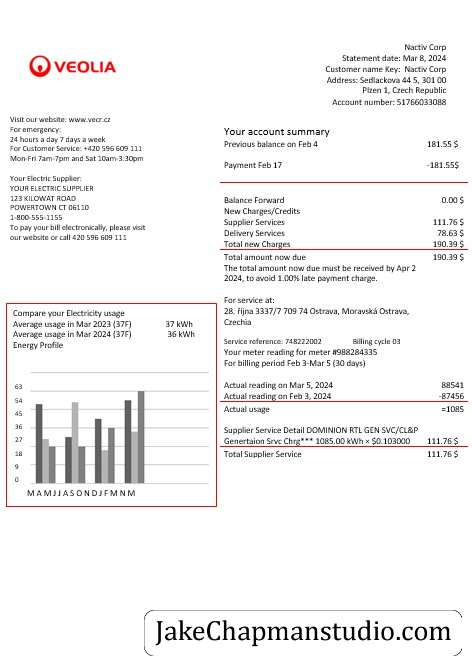 VEOLIA
Nactiv Corp
Statement date: Mar 8, 2024
Customer name Key: Nactiv Corp
Address: Sedlackova 44 5, 301 00
Plzen 1, Czech Republic
Account number: 51766033088
Visit our website: www.vecr.cz
For emergency:
24 hours a day 7 days a week
For Customer Service: +420 596 609 111
Mon-Fri 7am-7pm and Sat 10am-3:30pm
Your Electric Supplier:
YOUR ELECTRIC SUPPLIER
123 KILOWAT ROAD
POWERTOWN CT 06110
1-800-555-1155
To pay your bill electronically, please visit
our website or call 420 596 609 111
Your account summary
Previous balance on Feb 4 181.55 $
Payment Feb 17 -181.55$
Balance Forward 0.00 $
New Charges/Credits
Supplier Services 111.76 $
Delivery Services 78.63 $
Total new Charges 190.39 $
Total amount now due 190.39 $
The total amount now due must be received by Apr 2
2024, to avoid 1.00% late payment charge.
For service at:
28. října 3337/7 709 74 Ostrava, Moravská Ostrava,
Czechia
Service reference: 748222002 Billing cycle 03
Your meter reading for meter #988284335
For billing period Feb 3-Mar 5 (30 days)
Actual reading on Mar 5, 2024 88541
Actual reading on Feb 3, 2024 -87456
Actual usage =1085
Supplier Service Detail DOMINION RTL GEN SVC/CL&P
Genertaion Srvc Chrg*** 1085.00 kWh × $0.103000 111.76 $
Total Supplier Service 111.76 $
Compare your Electricity usage
Average usage in Mar 2023 (37F) 37 kWh
Average usage in Mar 2024 (37F) 36 kWh
Energy Profile
63
54
45
36
27
18
9
0
M A M J J A S O N D J F M N M
JakeChapmanstudio.com